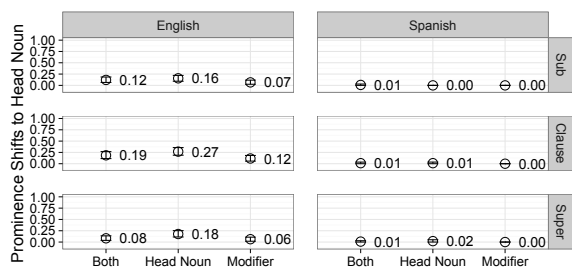 English Spanish
Prominence Shifts to Head Noun
1.00
0.75
0.50
0.25
0.00
0.12 0.16 0.07
0.01 0.00 0.00
Sub
1.00
0.75
0.50
0.25
0.00
0.19 0.27 0.12
0.01 0.01 0.00
Clause
1.00
0.75
0.50
0.25
0.00
0.08 0.18 0.06
0.01 0.02 0.00
Super
Both Head Noun Modifier Both Head Noun Modifier